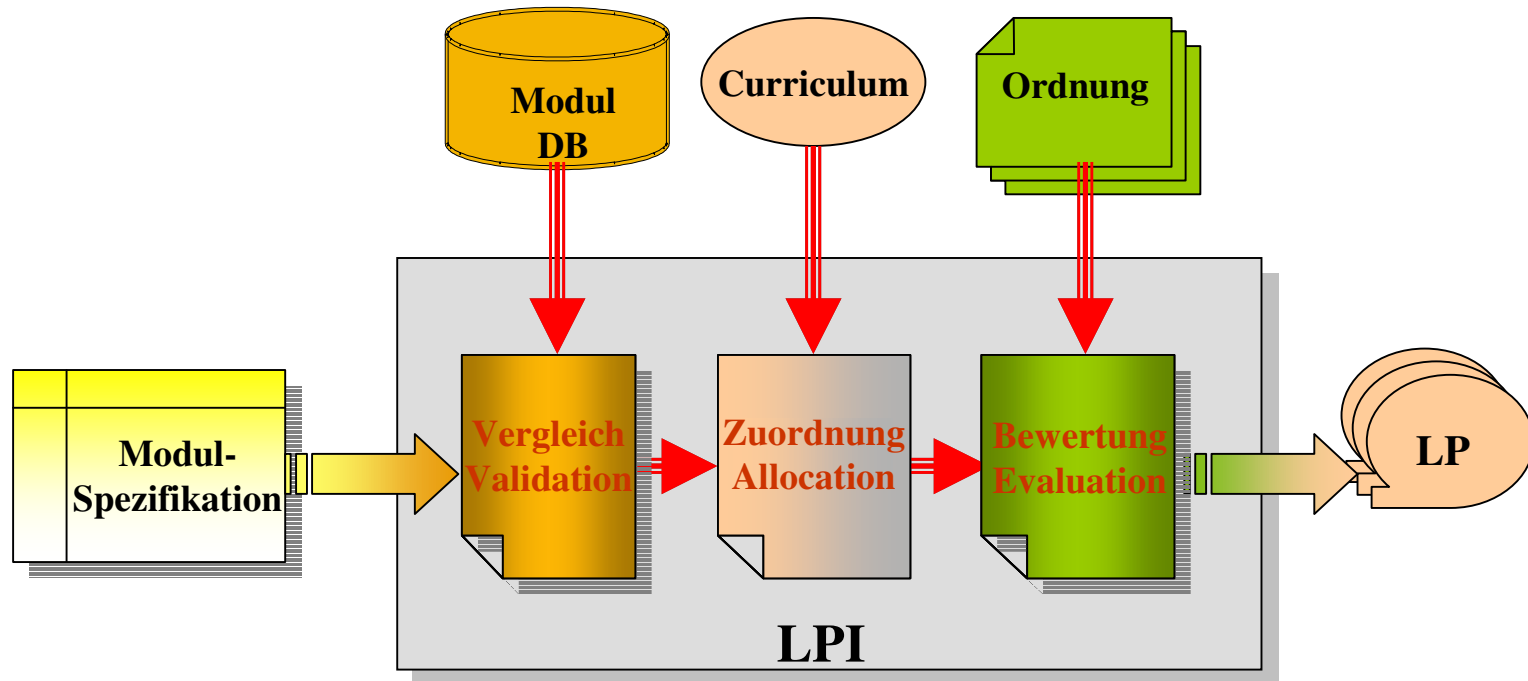 Modul
DB
Curriculum
Ordnung
Modul-
Spezifikation
Vergleich
Validation
Zuordnung
Allocation
Bewertung
Evaluation
LP
LPI